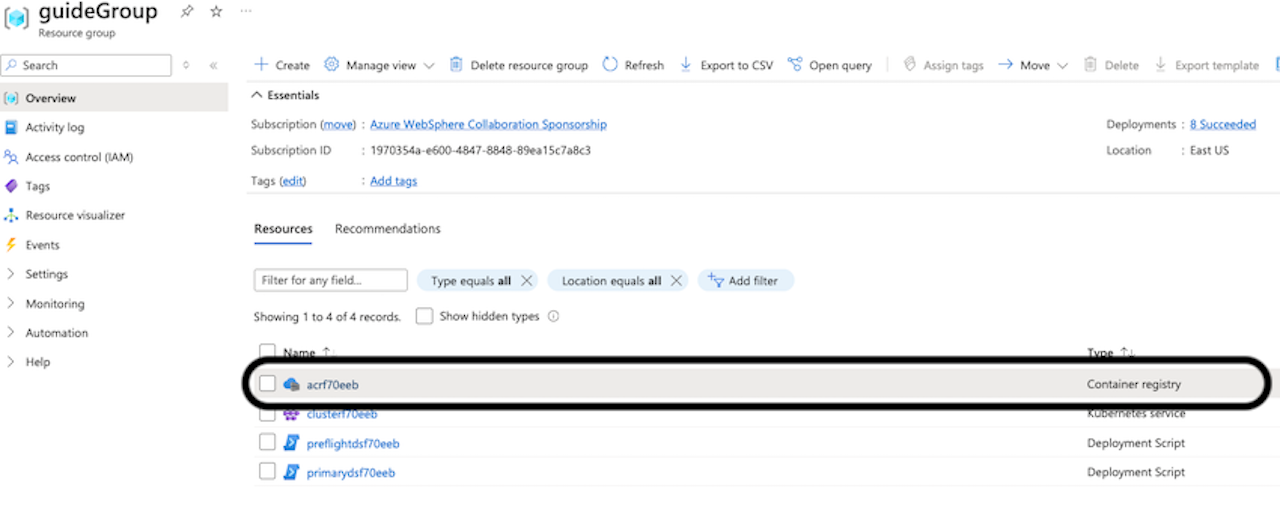 guideGroup
Resource group
Search
Create Manage view Delete resource group Refresh Export to CSV Open query Assign tags Move Delete Export template
Overview
Activity log
Access control (IAM)
Tags
Resource visualizer
Events
Settings
Monitoring
Automation
Help
Essentials
Subscription (move) : Azure WebSphere Collaboration Sponsorship
Deployments : 8 Succeeded
Subscription ID : 1970354a-e600-4847-8848-89ea15c7a8c3
Location : East US
Tags (edit) : Add tags
Resources Recommendations
Filter for any field... Type equals all Location equals all Add filter
Showing 1 to 4 of 4 records. Show hidden types
Name Type
acrf70eeb Container registry
clusterf70eeb Kubernetes service
preflightdsf70eeb Deployment Script
primarydsf70eeb Deployment Script